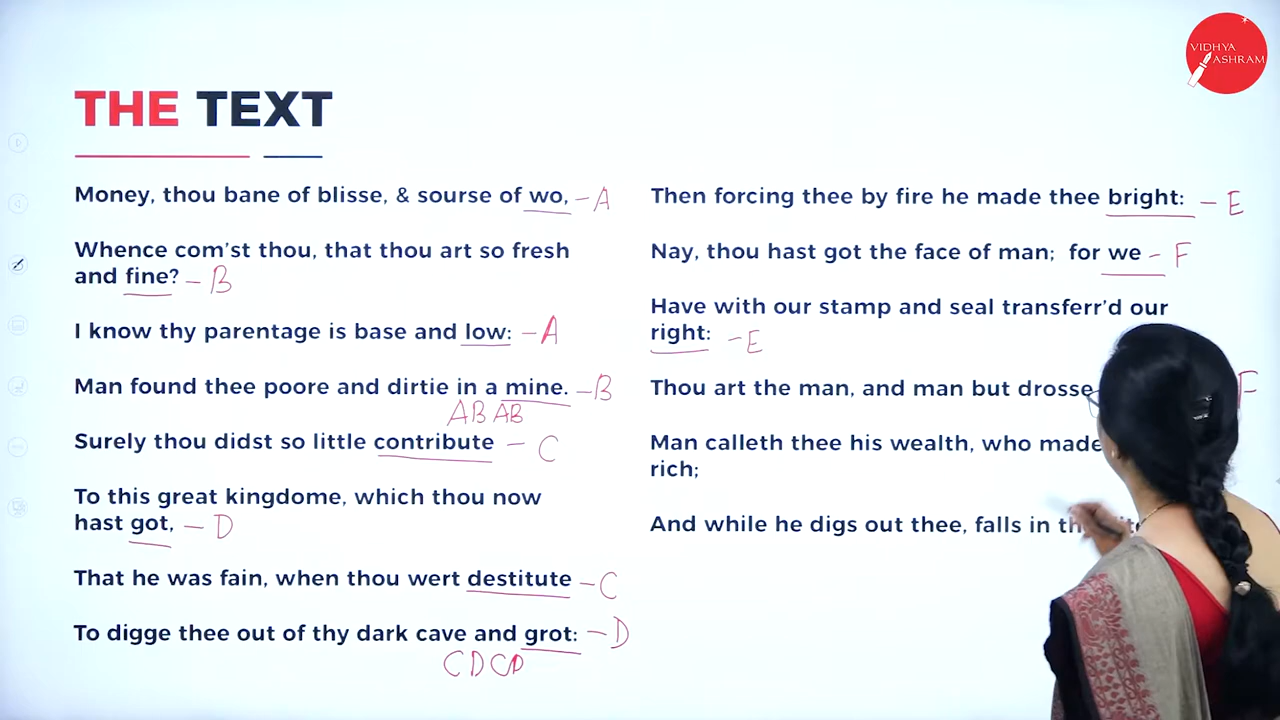 VIDHYA
ASHRAM
THE TEXT
Money, thou bane of blisse, & sourse of wo, - A
Whence com'st thou, that thou art so fresh
and fine? - B
I know thy parentage is base and low: - A
Man found thee poore and dirtie in a mine. - B
AB AB
Surely thou didst so little contribute - C
To this great kingdome, which thou now
hast got, - D
That he was fain, when thou wert destitute - C
To digge thee out of thy dark cave and grot: - D
CDCD
Then forcing thee by fire he made thee bright: - E
Nay, thou hast got the face of man; for we - F
Have with our stamp and seal transferr'd our
right: - E
Thou art the man, and man but drosse F
Man calleth thee his wealth, who made
rich;
And while he digs out thee, falls in